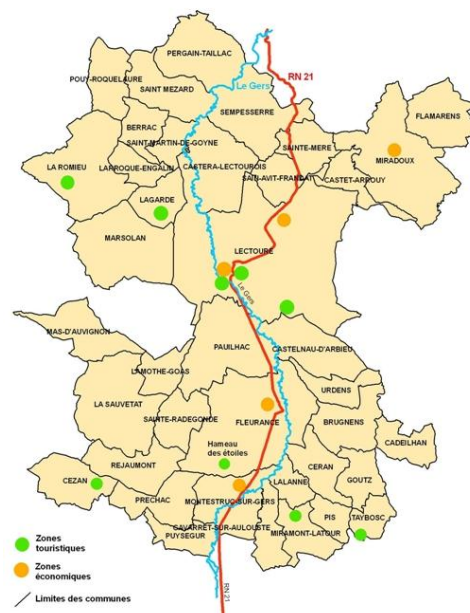 PERGAIN-TAILLAC
Le Gers
RN 21
POUY-ROQUELAURE
SAINT MEZARD
SEMPESSERRE
FLAMARENS
BERRAC
SAINT-MARTIN-DE-GOYNE
SAINTE-MERE
MIRADOUX
LA ROMIEU
LARROQUE-ENGALIN
CASTERA-LECTOUROIS
SAIN-AVIT-FRANDAT
CASTET-ARROUY
LAGARDE
MARSOLAN
LECTOURE
Le Gers
MAS-D'AUVIGNON
PAUILHAC
CASTELNAU-D'ARBIEU
LAMOTHE-GOAS
LA SAUVETAT
URDENS
SAINTE-RADEGONDE
FLEURANCE
BRUGNENS
CADEILHAN
Hameau
des étoiles
REJAUMONT
CERAN
CEZAN
LALANNE
GOUTZ
PRECHAC
MONTESTRUC-SUR-GERS
GAVARRET-SUR-AULOUSTE
PIS
TAYBOSC
PUYSEGUR
MIRAMONT-LATOUR
Zones
touristiques
Zones
économiques
Limites des communes
RN 21